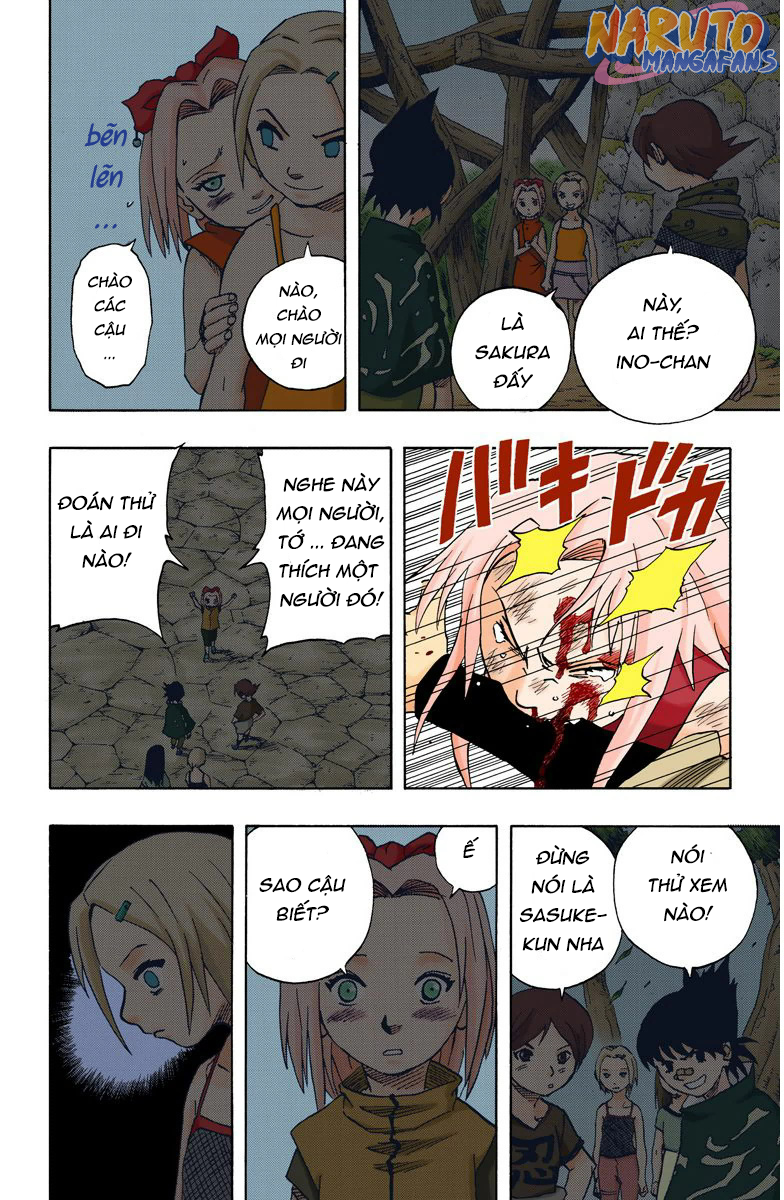 NARUTO
MANGAFANS
NÀY,
AI THẾ?
INO-CHAN
LÀ
SAKURA
ĐẤY
NÀO,
CHÀO
MỌI NGƯỜI
ĐI
bẽn
lẽn
...
CHÀO
CÁC
CẬU
...
バキ
ドカ
NGHE NÀY
MỌI NGƯỜI,
TỚ ... ĐANG
THÍCH MỘT
NGƯỜI ĐÓ!
ĐOÁN THỬ
LÀ AI ĐI
NÀO!
NÓI
THỬ XEM
NÀO!
ĐỪNG
NÓI LÀ
SASUKE-
KUN NHA
Ế
SAO CẬU
BIẾT?
忍